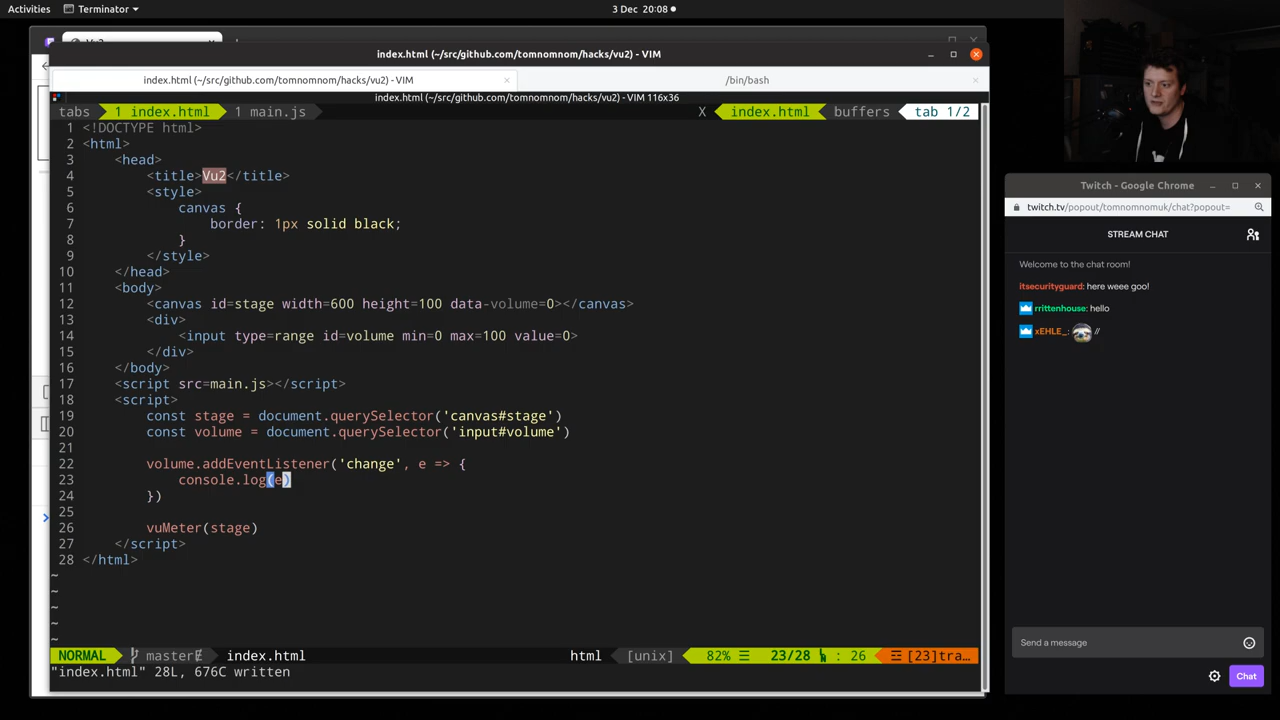 Activities
Terminator
3 Dec 20:08
index.html (~/src/github.com/tomnomnom/hacks/vu2) - VIM
index.html (~/src/github.com/tomnomnom/hacks/vu2) - VIM
/bin/bash
index.html (~/src/github.com/tomnomnom/hacks/vu2) - VIM 116x36
tabs 1 index.html 1 main.js X index.html buffers tab 1/2
1 <!DOCTYPE html>
2 <html>
3 <head>
4 <title>Vu2</title>
5 <style>
6 canvas {
7 border: 1px solid black;
8 }
9 </style>
10 </head>
11 <body>
12 <canvas id=stage width=600 height=100 data-volume=0></canvas>
13 <div>
14 <input type=range id=volume min=0 max=100 value=0>
15 </div>
16 </body>
17 <script src=main.js></script>
18 <script>
19 const stage = document.querySelector('canvas#stage')
20 const volume = document.querySelector('input#volume')
21
22 volume.addEventListener('change', e => {
23 console.log(e)
24 })
25
26 vuMeter(stage)
27 </script>
28 </html>
~
~
~
~
~
NORMAL master index.html html [unix] 82% 23/28 : 26 [23]tra…
"index.html" 28L, 676C written
Twitch - Google Chrome
twitch.tv/popout/tomnomnomuk/chat?popout=
STREAM CHAT
Welcome to the chat room!
itsecurityguard: here weee goo!
rrittenhouse: hello
xEHLE_: //
Send a message
Chat